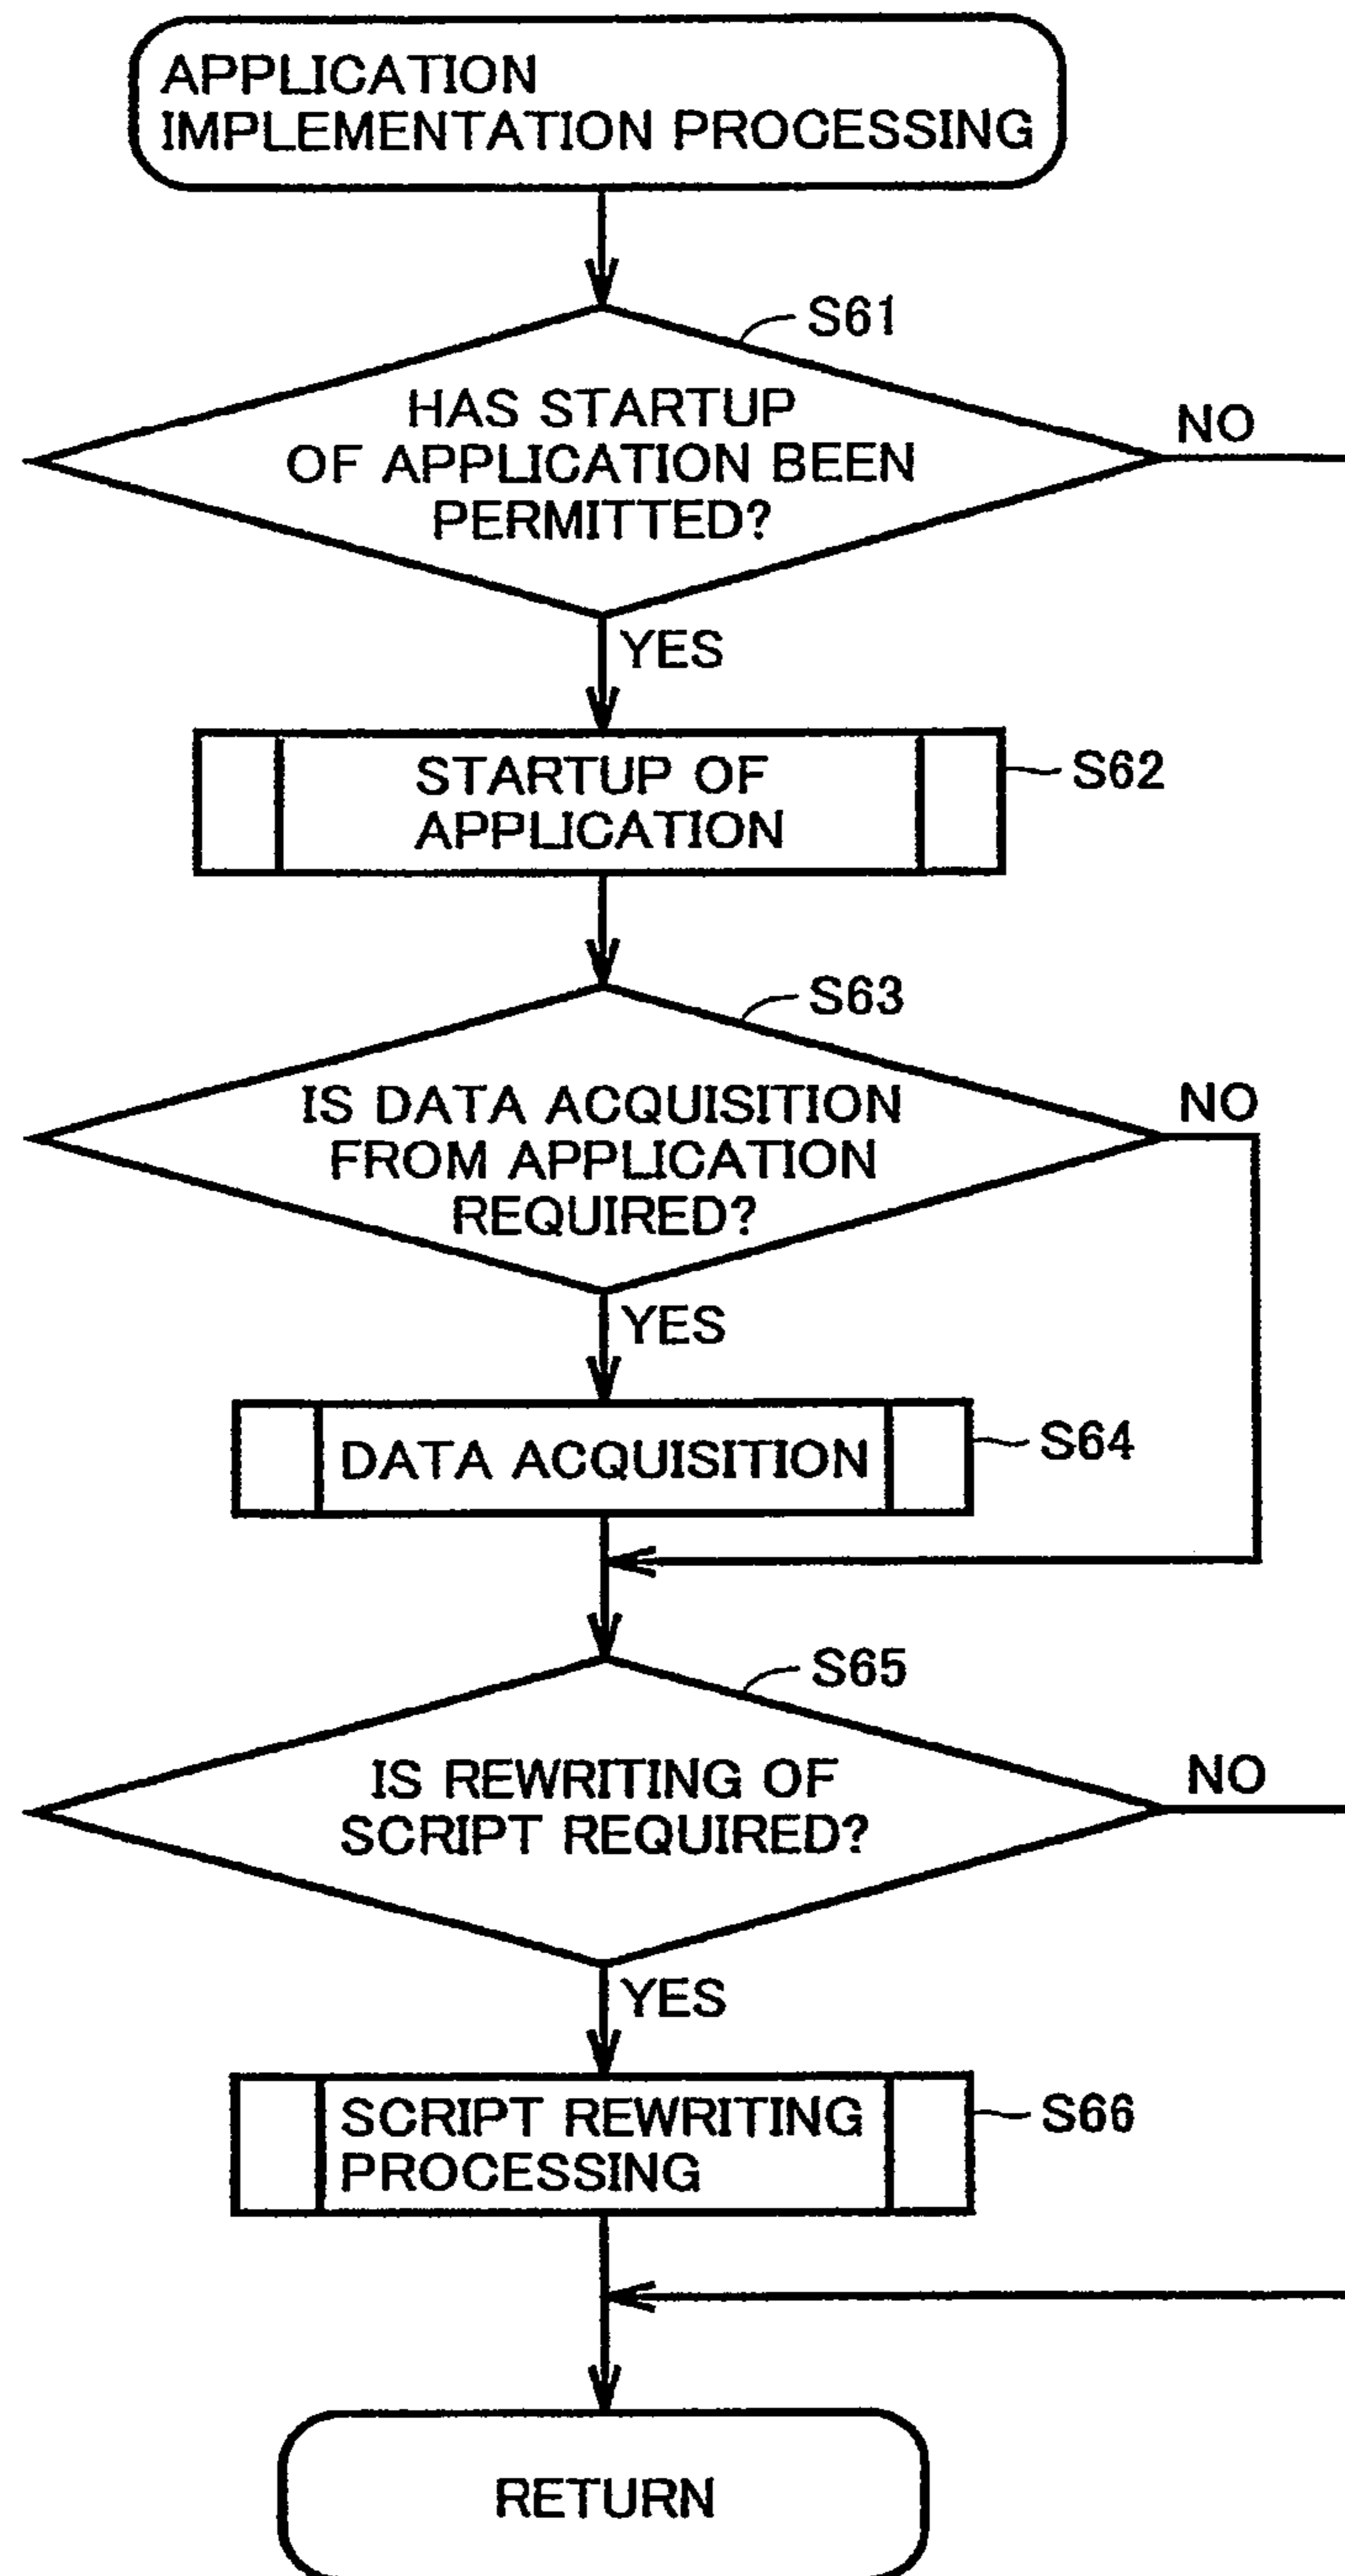 APPLICATION
IMPLEMENTATION PROCESSING
S61
HAS STARTUP
OF APPLICATION BEEN
PERMITTED?
NO
YES
STARTUP OF
APPLICATION
S62
S63
IS DATA ACQUISITION
FROM APPLICATION
REQUIRED?
NO
YES
DATA ACQUISITION
S64
S65
IS REWRITING OF
SCRIPT REQUIRED?
NO
YES
SCRIPT REWRITING
PROCESSING
S66
RETURN